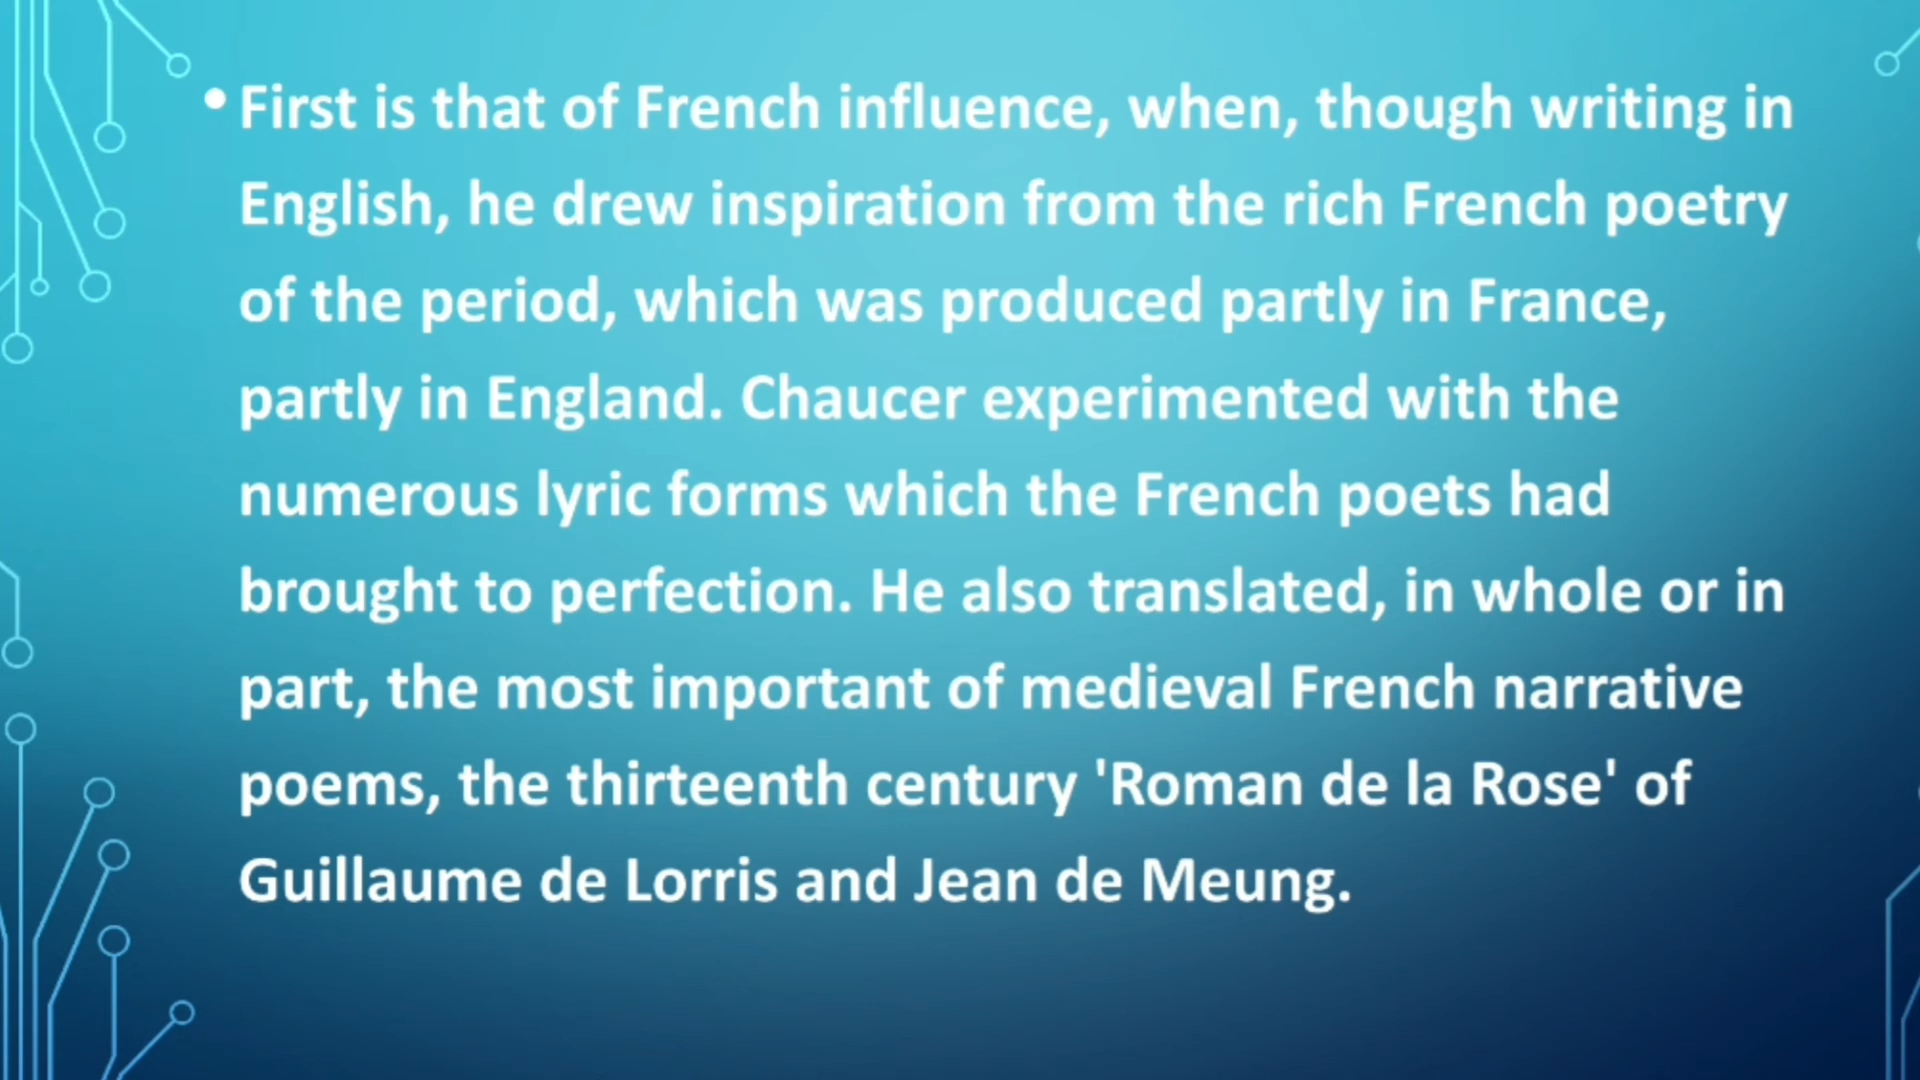 • First is that of French influence, when, though writing in
English, he drew inspiration from the rich French poetry
of the period, which was produced partly in France,
partly in England. Chaucer experimented with the
numerous lyric forms which the French poets had
brought to perfection. He also translated, in whole or in
part, the most important of medieval French narrative
poems, the thirteenth century 'Roman de la Rose' of
Guillaume de Lorris and Jean de Meung.